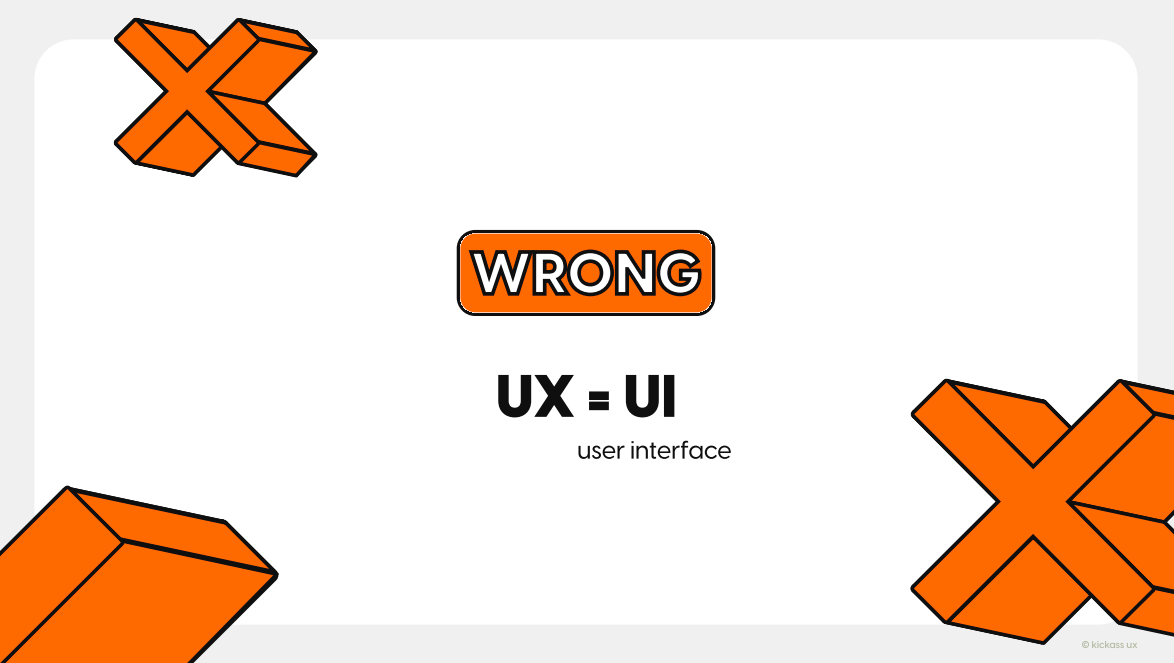 WRONG
UX = UI
user interface
© kickass ux